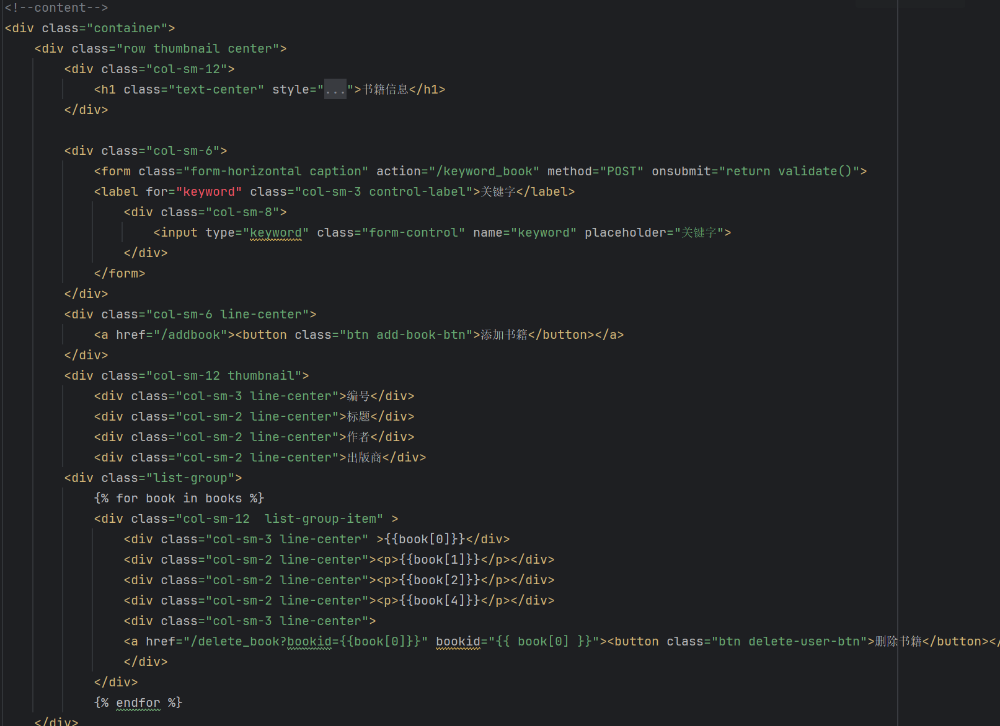 <!--content-->
<div class="container">
    <div class="row thumbnail center">
        <div class="col-sm-12">
            <h1 class="text-center" style="...">书籍信息</h1>
        </div>

        <div class="col-sm-6">
            <form class="form-horizontal caption" action="/keyword_book" method="POST" onsubmit="return validate()">
            <label for="keyword" class="col-sm-3 control-label">关键字</label>
                <div class="col-sm-8">
                    <input type="keyword" class="form-control" name="keyword" placeholder="关键字">
                </div>
            </form>
        </div>
        <div class="col-sm-6 line-center">
            <a href="/addbook"><button class="btn add-book-btn">添加书籍</button></a>
        </div>
        <div class="col-sm-12 thumbnail">
            <div class="col-sm-3 line-center">编号</div>
            <div class="col-sm-2 line-center">标题</div>
            <div class="col-sm-2 line-center">作者</div>
            <div class="col-sm-2 line-center">出版商</div>
        <div class="list-group">
            {% for book in books %}
            <div class="col-sm-12  list-group-item" >
                <div class="col-sm-3 line-center" >{{book[0]}}</div>
                <div class="col-sm-2 line-center"><p>{{book[1]}}</p></div>
                <div class="col-sm-2 line-center"><p>{{book[2]}}</p></div>
                <div class="col-sm-2 line-center"><p>{{book[4]}}</p></div>
                <div class="col-sm-3 line-center">
                <a href="/delete_book?bookid={{book[0]}}" bookid="{{ book[0] }}"><button class="btn delete-user-btn">删除书籍</button></
                </div>
            </div>
            {% endfor %}
    </div>